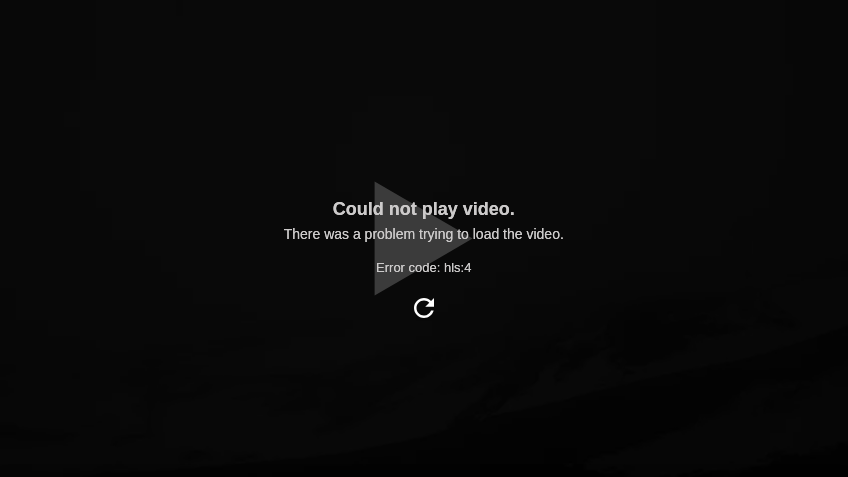 Could not play video.
There was a problem trying to load the video.
Error code: hls:4